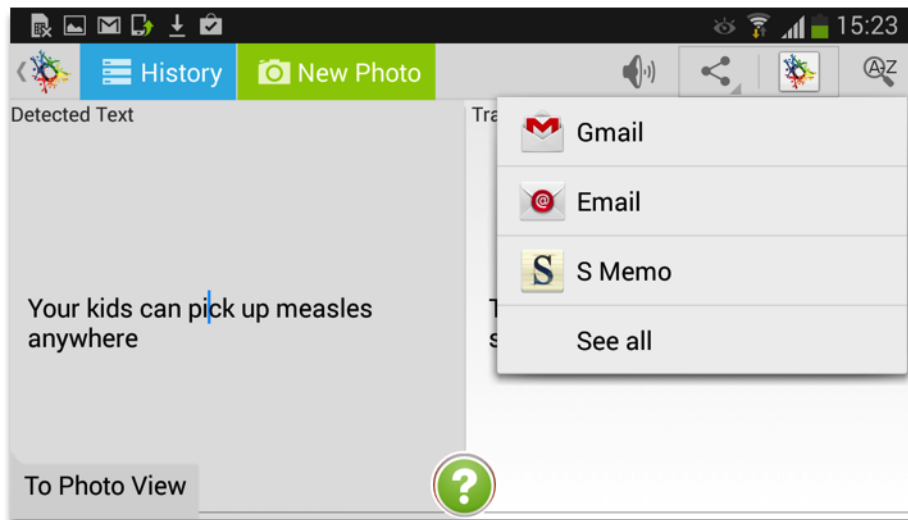 15:23
History
New Photo
A-Z
Detected Text
Tra
Gmail
Email
S Memo
See all
Your kids can pick up measles
anywhere
T
s
To Photo View
?